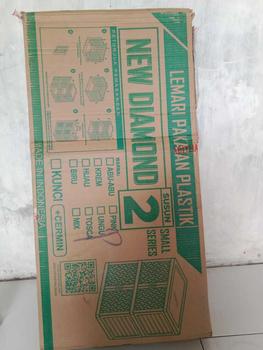 LEMARI PAKAIAN PLASTIK
NEW DIAMOND
SUSUN
2
SMALL
SERIES
WARNA:
ABU-ABU
PINK
KREM
UNGU
HIJAU
TOSCA
BIRU
MIX
KUNCI
+CERMIN
MADE IN INDONESIA